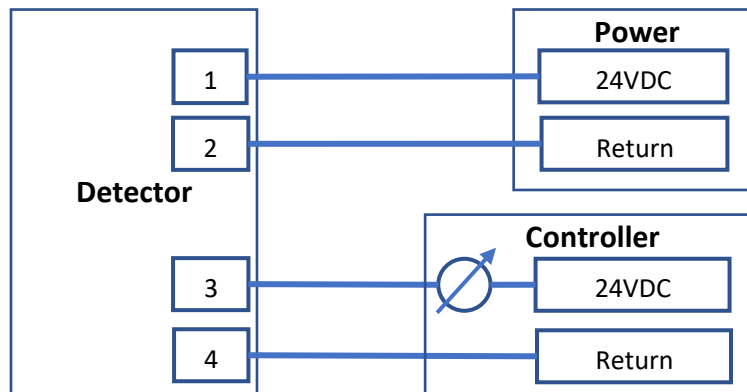 Power
1
24VDC
2
Return
Detector
Controller
3
24VDC
4
Return